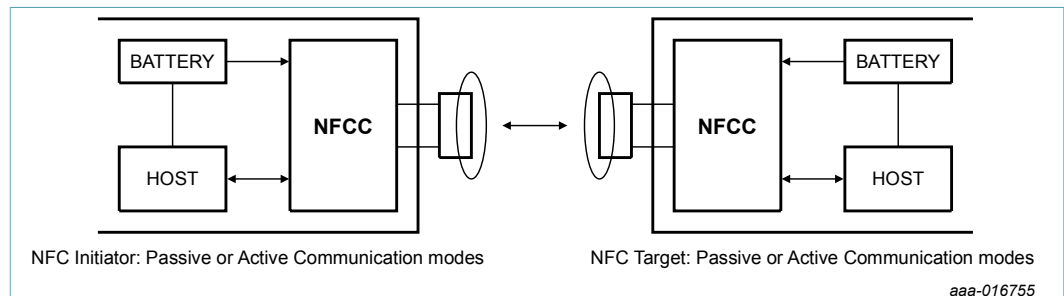 BATTERY
NFCC
HOST
BATTERY
NFCC
HOST
NFC Initiator: Passive or Active Communication modes
NFC Target: Passive or Active Communication modes
aaa-016755